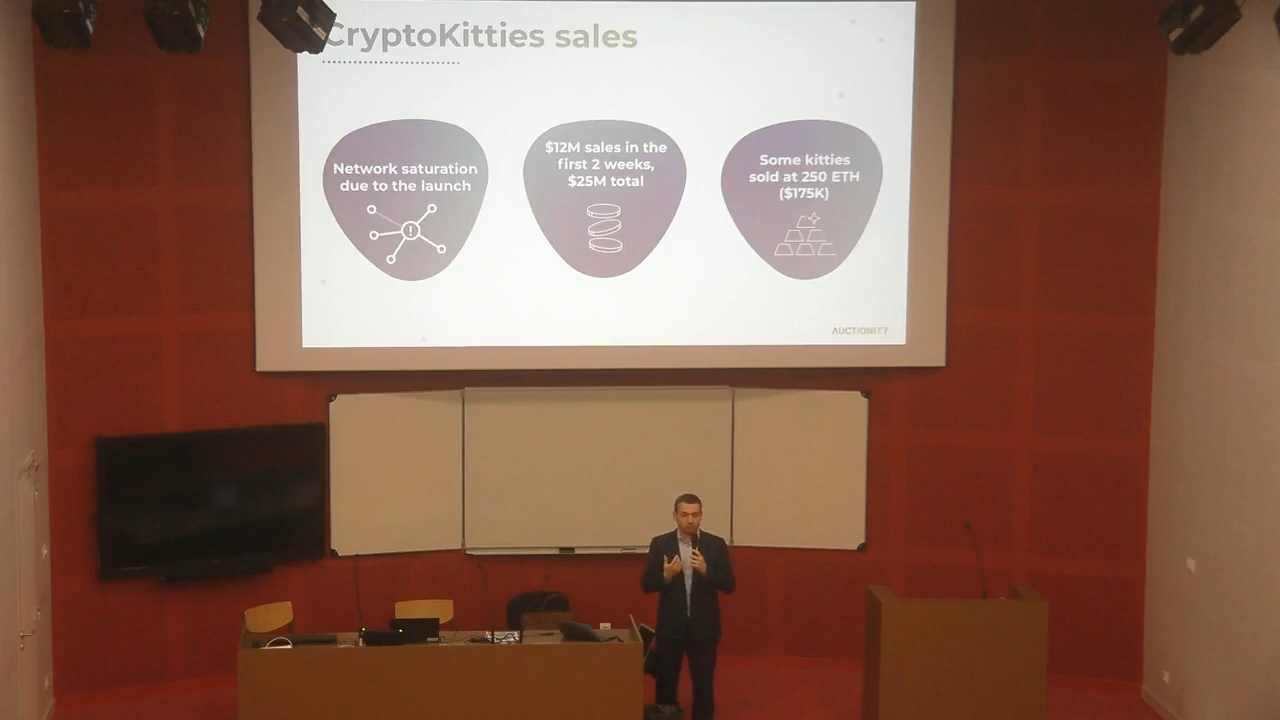 CryptoKitties sales
Network saturation
due to the launch
$12M sales in the
first 2 weeks,
$25M total
Some kitties
sold at 250 ETH
($175K)
AUCTIONITY